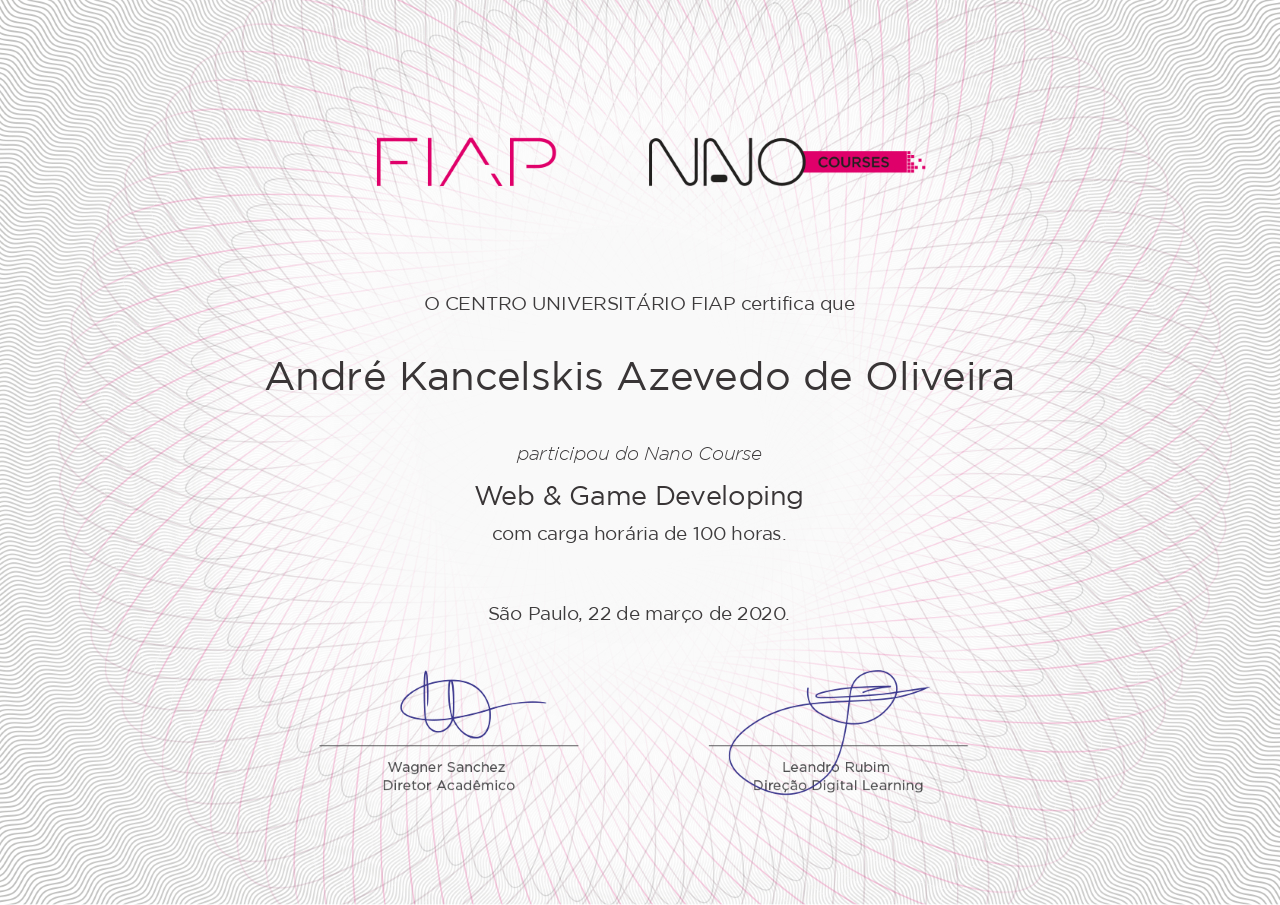 FIAP NANO COURSES
O CENTRO UNIVERSITÁRIO FIAP certifica que
André Kancelskis Azevedo de Oliveira
participou do Nano Course
Web & Game Developing
com carga horária de 100 horas.
São Paulo, 22 de março de 2020.
Wagner Sanchez
Diretor Acadêmico
Leandro Rubim
Direção Digital Learning